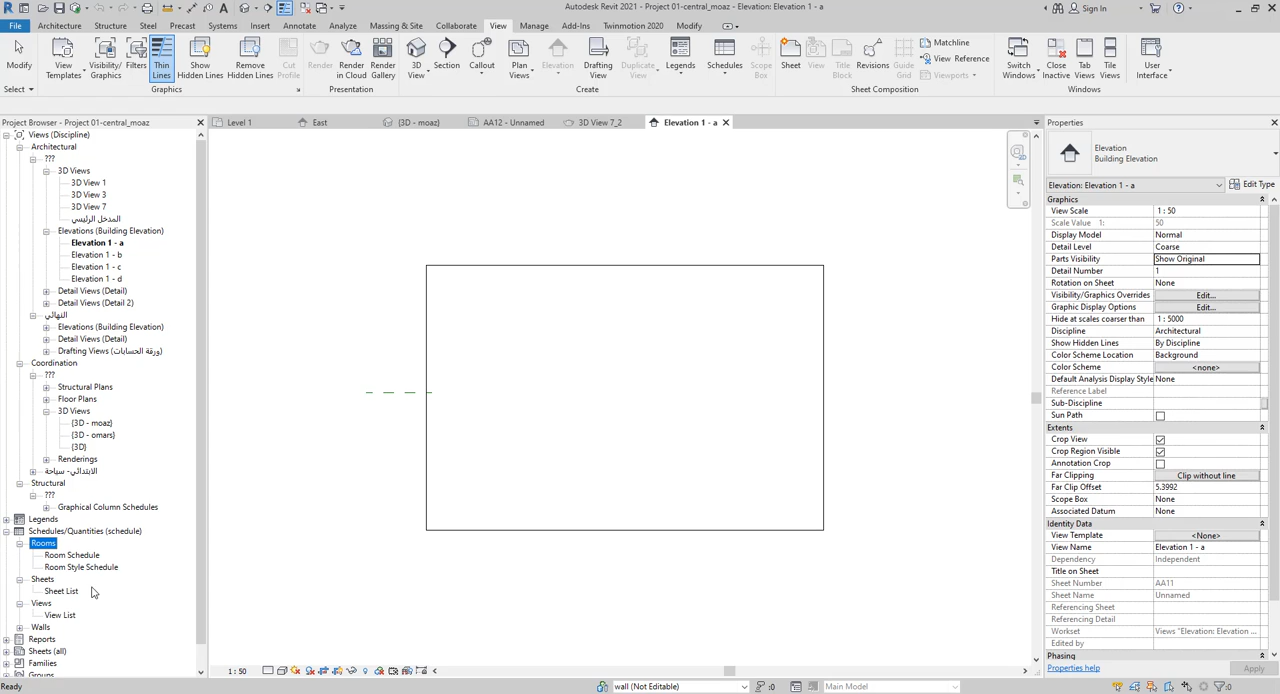 Autodesk Revit 2021 - Project 01-central_moaz - Elevation: Elevation 1 - a
Sign In
File Architecture Structure Steel Precast Systems Insert Annotate Analyze Massing & Site Collaborate View Manage Add-Ins Twinmotion 2020 Modify
Modify
View Templates
Visibility/ Graphics
Filters
Thin Lines
Show Hidden Lines
Remove Hidden Lines
Cut Profile
Render
Render in Cloud
Render Gallery
3D View
Section
Callout
Plan Views
Elevation
Drafting View
Duplicate View
Legends
Schedules
Scope Box
Sheet
View
Title Block
Revisions
Guide Grid
Matchline
View Reference
Viewports
Switch Windows
Close Inactive
Tab Views
Tile Views
User Interface
Select
Graphics
Presentation
Create
Sheet Composition
Windows
Project Browser - Project 01-central_moaz
Level 1
East
{3D - moaz}
AA12 - Unnamed
3D View 7_2
Elevation 1 - a
Properties
Views (Discipline)
Architectural
???
3D Views
3D View 1
3D View 3
3D View 7
المدخل الرئيسي
Elevations (Building Elevation)
Elevation 1 - a
Elevation 1 - b
Elevation 1 - c
Elevation 1 - d
Detail Views (Detail)
Detail Views (Detail 2)
النهائي
Elevations (Building Elevation)
Detail Views (Detail)
Drafting Views (ورقة الحسابات)
Coordination
???
Structural Plans
Floor Plans
3D Views
{3D - moaz}
{3D - omars}
{3D}
Renderings
الابتدائي- سياحة
Structural
???
Graphical Column Schedules
Legends
Schedules/Quantities (schedule)
Rooms
Room Schedule
Room Style Schedule
Sheets
Sheet List
Views
View List
Walls
Reports
Sheets (all)
Families
Groups
Elevation
Building Elevation
Elevation: Elevation 1 - a
Edit Type
Graphics
View Scale 1 : 50
Scale Value 1: 50
Display Model Normal
Detail Level Coarse
Parts Visibility Show Original
Detail Number 1
Rotation on Sheet None
Visibility/Graphics Overrides Edit...
Graphic Display Options Edit...
Hide at scales coarser than 1 : 5000
Discipline Architectural
Show Hidden Lines By Discipline
Color Scheme Location Background
Color Scheme <none>
Default Analysis Display Style None
Reference Label
Sub-Discipline
Sun Path
Extents
Crop View
Crop Region Visible
Annotation Crop
Far Clipping Clip without line
Far Clip Offset 5.3992
Scope Box None
Associated Datum None
Identity Data
View Template <None>
View Name Elevation 1 - a
Dependency Independent
Title on Sheet
Sheet Number AA11
Sheet Name Unnamed
Referencing Sheet
Referencing Detail
Workset Views "Elevation: Elevation ...
Edited by
Phasing
Properties help
Apply
1 : 50
Ready
wall (Not Editable)
:0
Main Model
:0